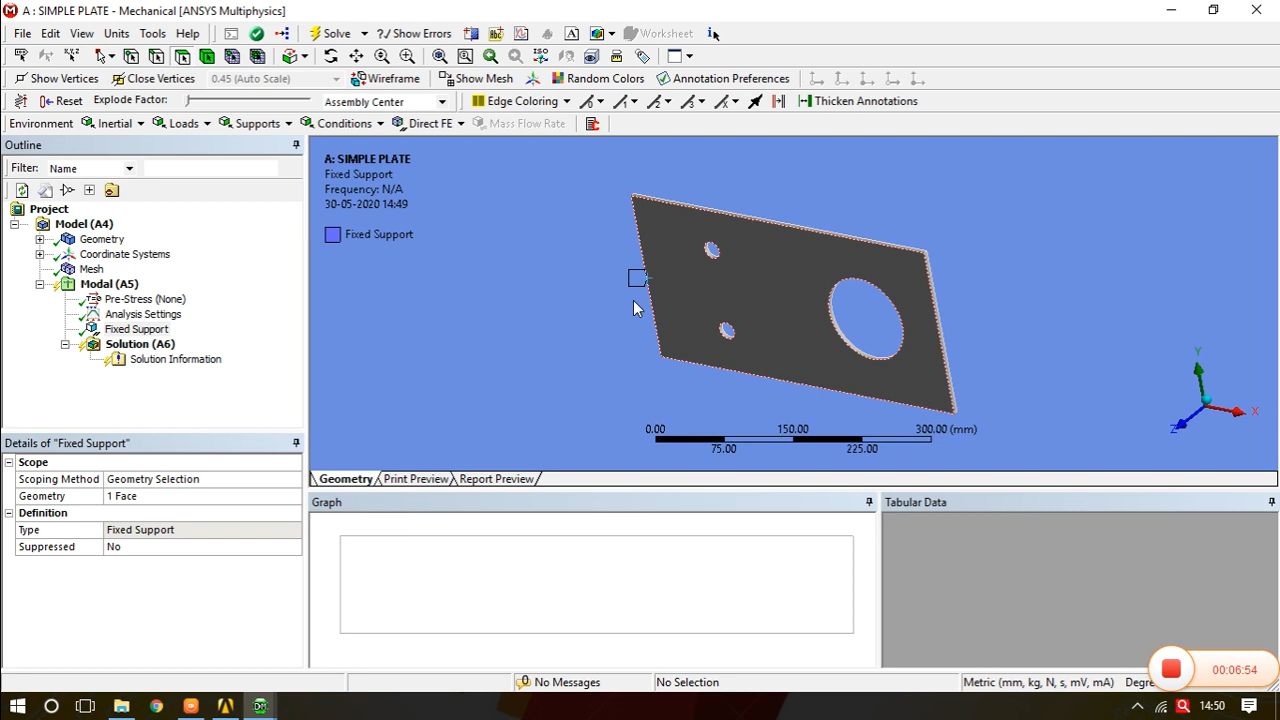 A : SIMPLE PLATE - Mechanical [ANSYS Multiphysics]
File Edit View Units Tools Help Solve Show Errors A Worksheet
Show Vertices Close Vertices 0.45 (Auto Scale) Wireframe Show Mesh Random Colors Annotation Preferences
Reset Explode Factor: Assembly Center Edge Coloring Thicken Annotations
Environment Inertial Loads Supports Conditions Direct FE Mass Flow Rate
Outline
Filter: Name
Project
Model (A4)
Geometry
Coordinate Systems
Mesh
Modal (A5)
Pre-Stress (None)
Analysis Settings
Fixed Support
Solution (A6)
Solution Information
A: SIMPLE PLATE
Fixed Support
Frequency: N/A
30-05-2020 14:49
Fixed Support
0.00 150.00 300.00 (mm)
75.00 225.00
Y
X
Z
Geometry Print Preview Report Preview
Details of "Fixed Support"
Scope
Scoping Method Geometry Selection
Geometry 1 Face
Definition
Type Fixed Support
Suppressed No
Graph
Tabular Data
No Messages No Selection Metric (mm, kg, N, s, mV, mA) Degre
00:06:54
14:50